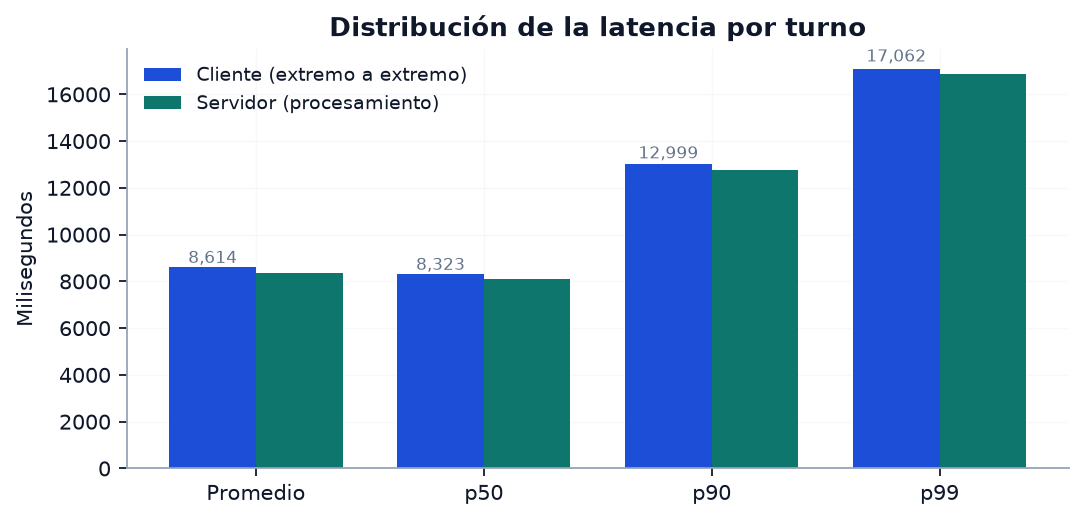 Distribución de la latencia por turno
Cliente (extremo a extremo)
Servidor (procesamiento)
Milisegundos
16000
14000
12000
10000
8000
6000
4000
2000
0
8,614
8,323
12,999
17,062
Promedio
p50
p90
p99